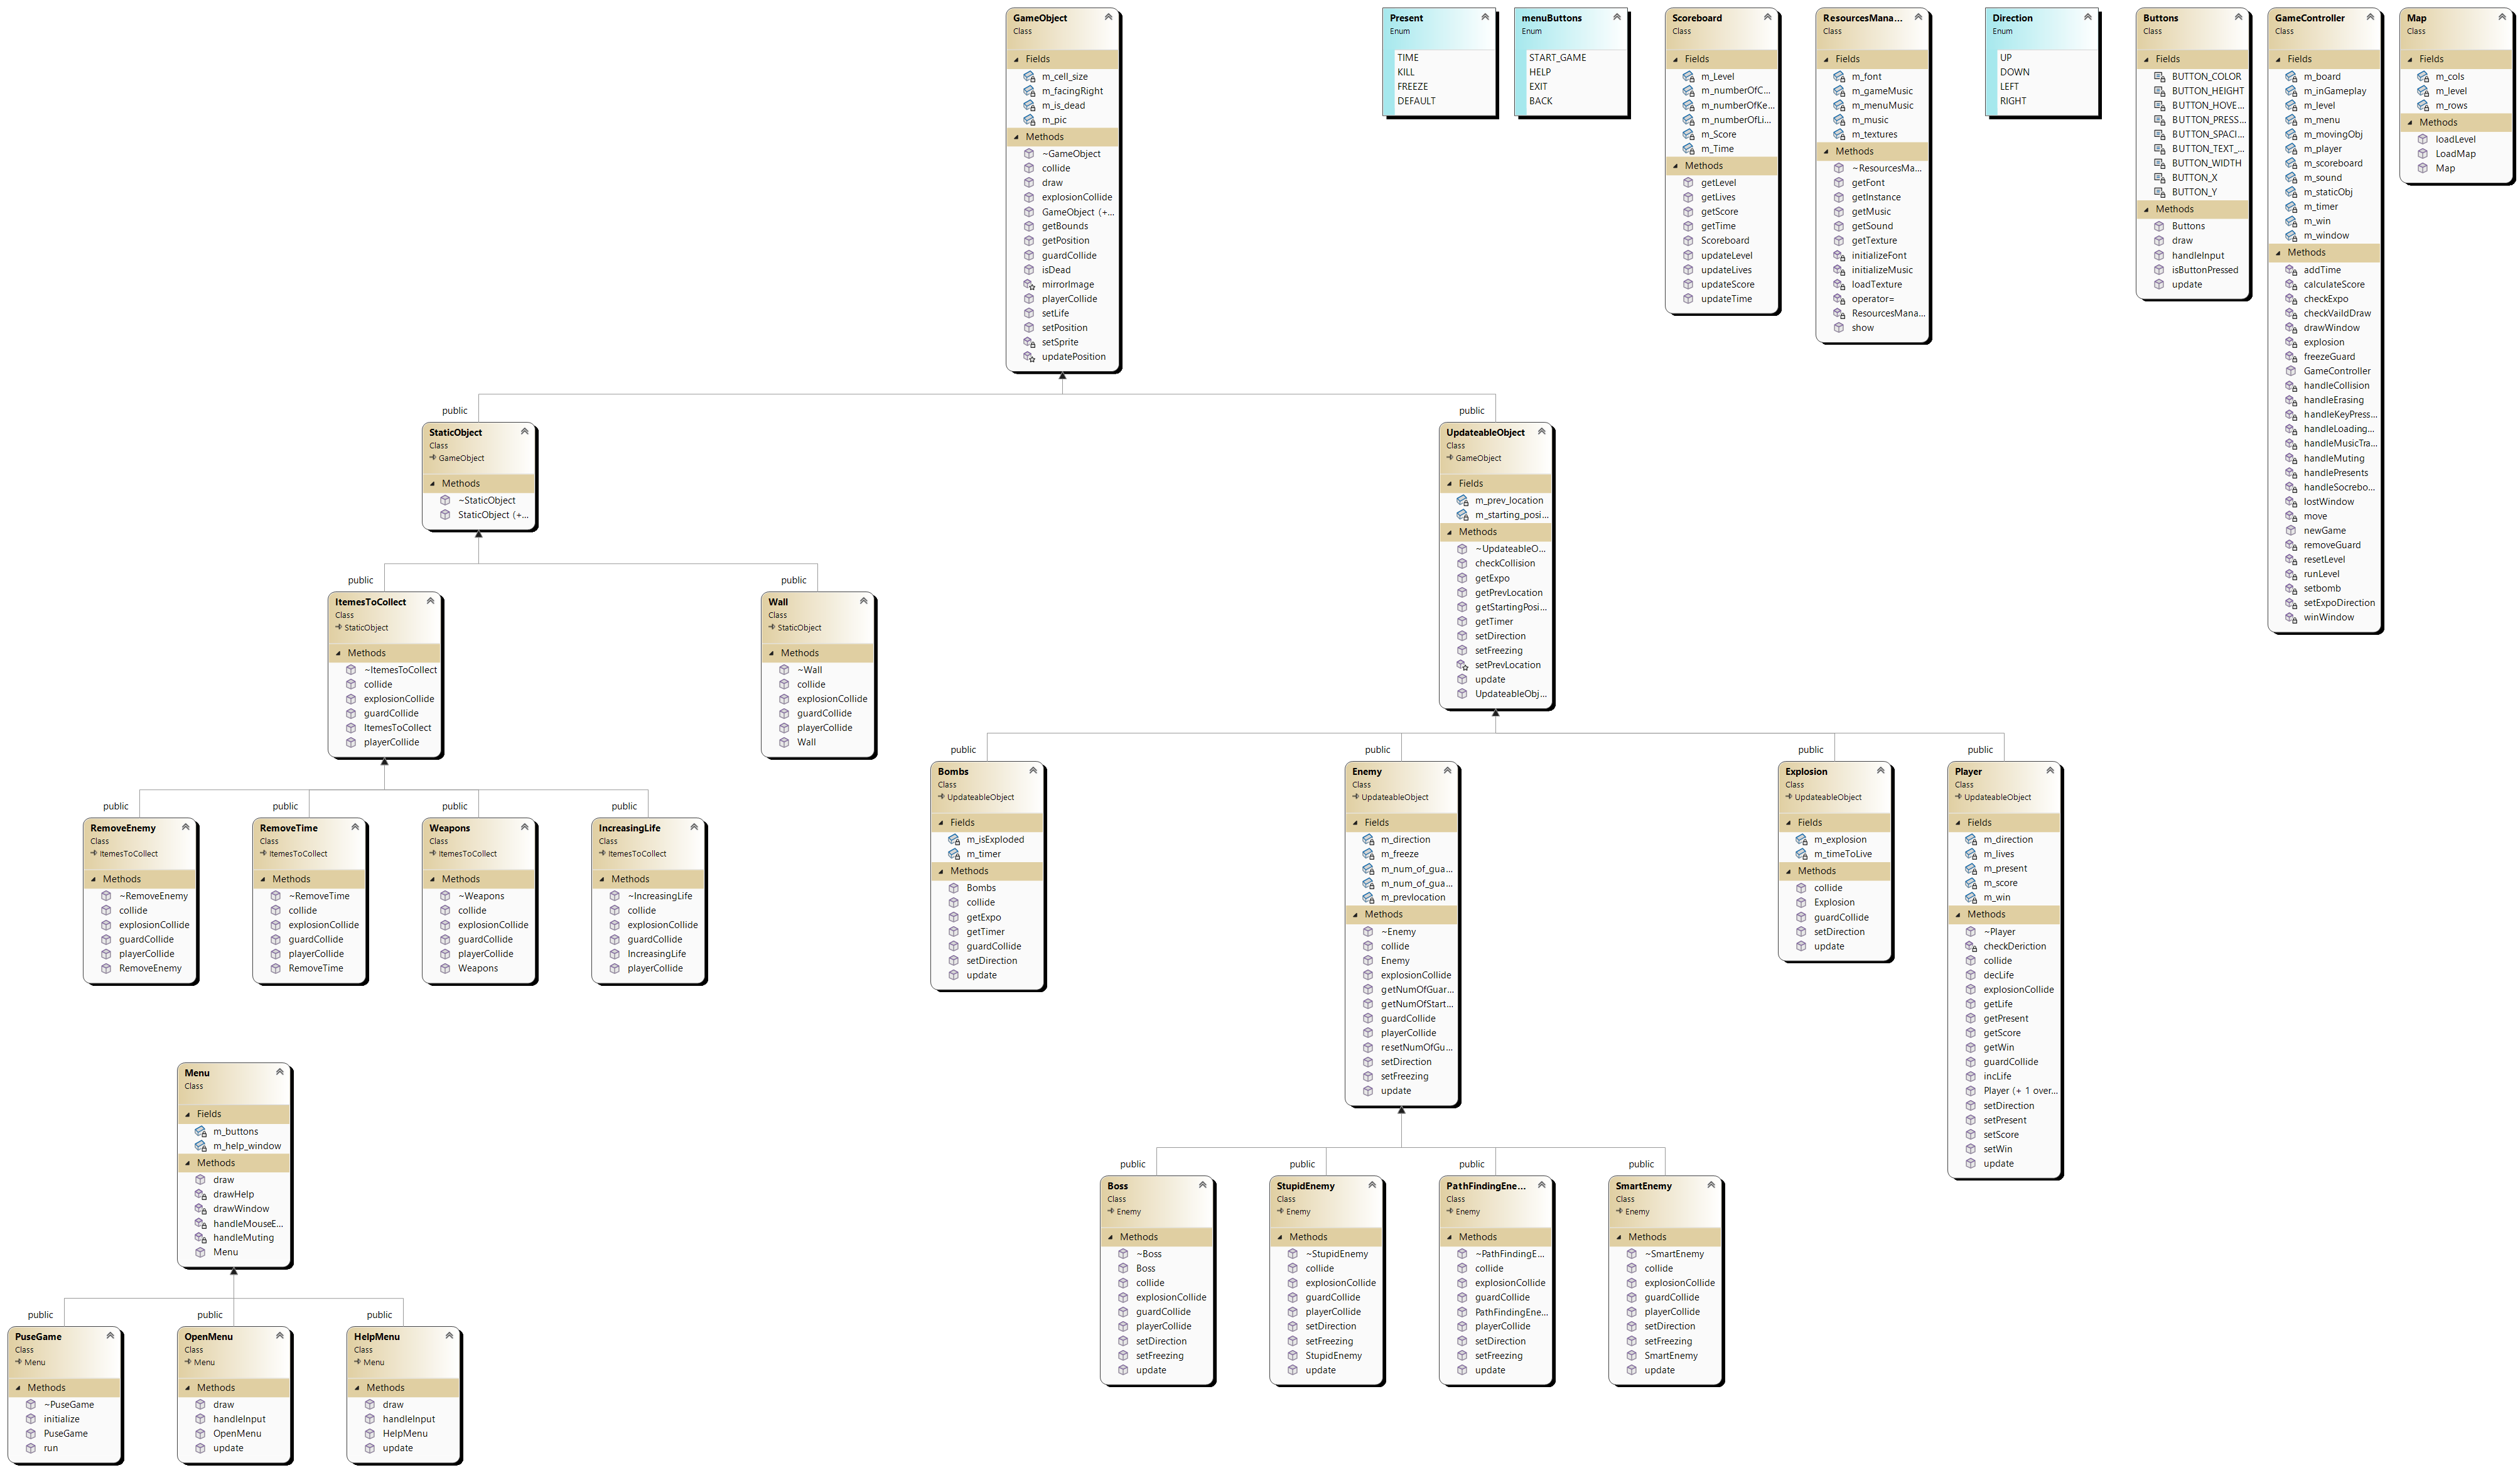 GameObject
Class
Fields
m_cell_size
m_facingRight
m_is_dead
m_pic
Methods
~GameObject
collide
draw
explosionCollide
GameObject (+...
getBounds
getPosition
guardCollide
isDead
mirrorImage
playerCollide
setLife
setPosition
setSprite
updatePosition
Present
Enum
TIME
KILL
FREEZE
DEFAULT
menuButtons
Enum
START_GAME
HELP
EXIT
BACK
Scoreboard
Class
Fields
m_Level
m_numberOfC...
m_numberOfKe...
m_numberOfLi...
m_Score
m_Time
Methods
getLevel
getLives
getScore
getTime
Scoreboard
updateLevel
updateLives
updateScore
updateTime
ResourcesMana...
Class
Fields
m_font
m_gameMusic
m_menuMusic
m_music
m_textures
Methods
~ResourcesMa...
getFont
getInstance
getMusic
getSound
getTexture
initializeFont
initializeMusic
loadTexture
operator=
ResourcesMana...
show
Direction
Enum
UP
DOWN
LEFT
RIGHT
Buttons
Class
Fields
BUTTON_COLOR
BUTTON_HEIGHT
BUTTON_HOVE...
BUTTON_PRESS...
BUTTON_SPACI...
BUTTON_TEXT_...
BUTTON_WIDTH
BUTTON_X
BUTTON_Y
Methods
Buttons
draw
handleInput
isButtonPressed
update
GameController
Class
Fields
m_board
m_inGameplay
m_level
m_menu
m_movingObj
m_player
m_scoreboard
m_sound
m_staticObj
m_timer
m_win
m_window
Methods
addTime
calculateScore
checkExpo
checkVaildDraw
drawWindow
explosion
freezeGuard
GameController
handleCollision
handleErasing
handleKeyPress...
handleLoading...
handleMusicTra...
handleMuting
handlePresents
handleSocrebo...
lostWindow
move
newGame
removeGuard
resetLevel
runLevel
setbomb
setExpoDirection
winWindow
Map
Class
Fields
m_cols
m_level
m_rows
Methods
loadLevel
LoadMap
Map
public
StaticObject
Class
GameObject
Methods
~StaticObject
StaticObject (+...
public
UpdateableObject
Class
GameObject
Fields
m_prev_location
m_starting_posi...
Methods
~UpdateableO...
checkCollision
getExpo
getPrevLocation
getStartingPosi...
getTimer
setDirection
setFreezing
setPrevLocation
update
UpdateableObj...
public
ItemesToCollect
Class
StaticObject
Methods
~ItemesToCollect
collide
explosionCollide
guardCollide
ItemesToCollect
playerCollide
public
Wall
Class
StaticObject
Methods
~Wall
collide
explosionCollide
guardCollide
playerCollide
Wall
public
RemoveEnemy
Class
ItemesToCollect
Methods
~RemoveEnemy
collide
explosionCollide
guardCollide
playerCollide
RemoveEnemy
public
RemoveTime
Class
ItemesToCollect
Methods
~RemoveTime
collide
explosionCollide
guardCollide
playerCollide
RemoveTime
public
Weapons
Class
ItemesToCollect
Methods
~Weapons
collide
explosionCollide
guardCollide
playerCollide
Weapons
public
IncreasingLife
Class
ItemesToCollect
Methods
~IncreasingLife
collide
explosionCollide
guardCollide
IncreasingLife
playerCollide
public
Bombs
Class
UpdateableObject
Fields
m_isExploded
m_timer
Methods
Bombs
collide
getExpo
getTimer
guardCollide
setDirection
update
public
Enemy
Class
UpdateableObject
Fields
m_direction
m_freeze
m_num_of_gua...
m_num_of_gua...
m_prevlocation
Methods
~Enemy
collide
Enemy
explosionCollide
getNumOfGuar...
getNumOfStart...
guardCollide
playerCollide
resetNumOfGu...
setDirection
setFreezing
update
public
Explosion
Class
UpdateableObject
Fields
m_explosion
m_timeToLive
Methods
collide
Explosion
guardCollide
setDirection
update
public
Player
Class
UpdateableObject
Fields
m_direction
m_lives
m_present
m_score
m_win
Methods
~Player
checkDeriction
collide
decLife
explosionCollide
getLife
getPresent
getScore
getWin
guardCollide
incLife
Player (+ 1 over...
setDirection
setPresent
setScore
setWin
update
Menu
Class
Fields
m_buttons
m_help_window
Methods
draw
drawHelp
drawWindow
handleMouseE...
handleMuting
Menu
public
Boss
Class
Enemy
Methods
~Boss
Boss
collide
explosionCollide
guardCollide
playerCollide
setDirection
setFreezing
update
public
StupidEnemy
Class
Enemy
Methods
~StupidEnemy
collide
explosionCollide
guardCollide
playerCollide
setDirection
setFreezing
StupidEnemy
update
public
PathFindingEne...
Class
Enemy
Methods
~PathFindingE...
collide
explosionCollide
guardCollide
PathFindingEne...
playerCollide
setDirection
setFreezing
update
public
SmartEnemy
Class
Enemy
Methods
~SmartEnemy
collide
explosionCollide
guardCollide
playerCollide
setDirection
setFreezing
SmartEnemy
update
public
PuseGame
Class
Menu
Methods
~PuseGame
initialize
PuseGame
run
public
OpenMenu
Class
Menu
Methods
draw
handleInput
OpenMenu
update
public
HelpMenu
Class
Menu
Methods
draw
handleInput
HelpMenu
update